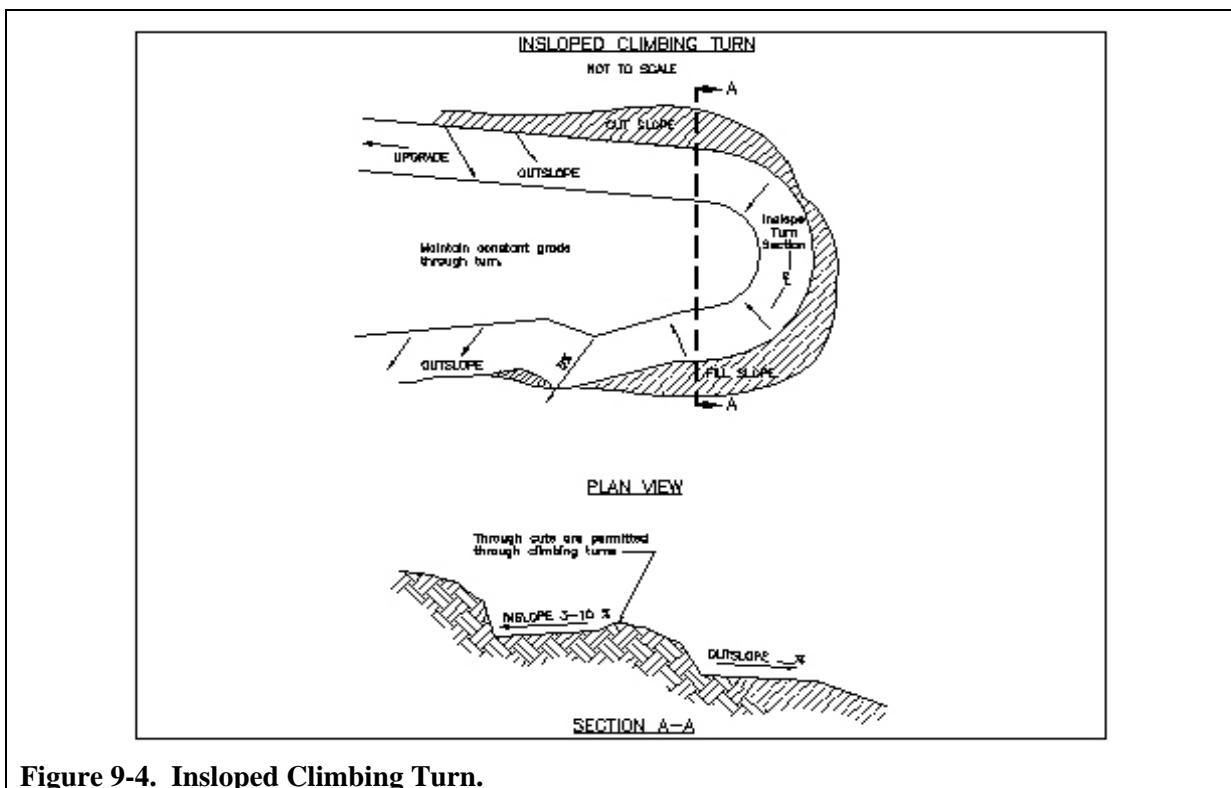 INSLOPED CLIMBING TURN
NOT TO SCALE
A
CUT SLOPE
UPGRADE
OUTSLOPE
Inslope
Turn
Section
Maintain constant grade
through turn.
OUTSLOPE
FILL SLOPE
A
PLAN VIEW
Through cuts are permitted
through climbing turns
INSLOPE 3-10 %
OUTSLOPE __%
SECTION A-A
Figure 9-4. Insloped Climbing Turn.